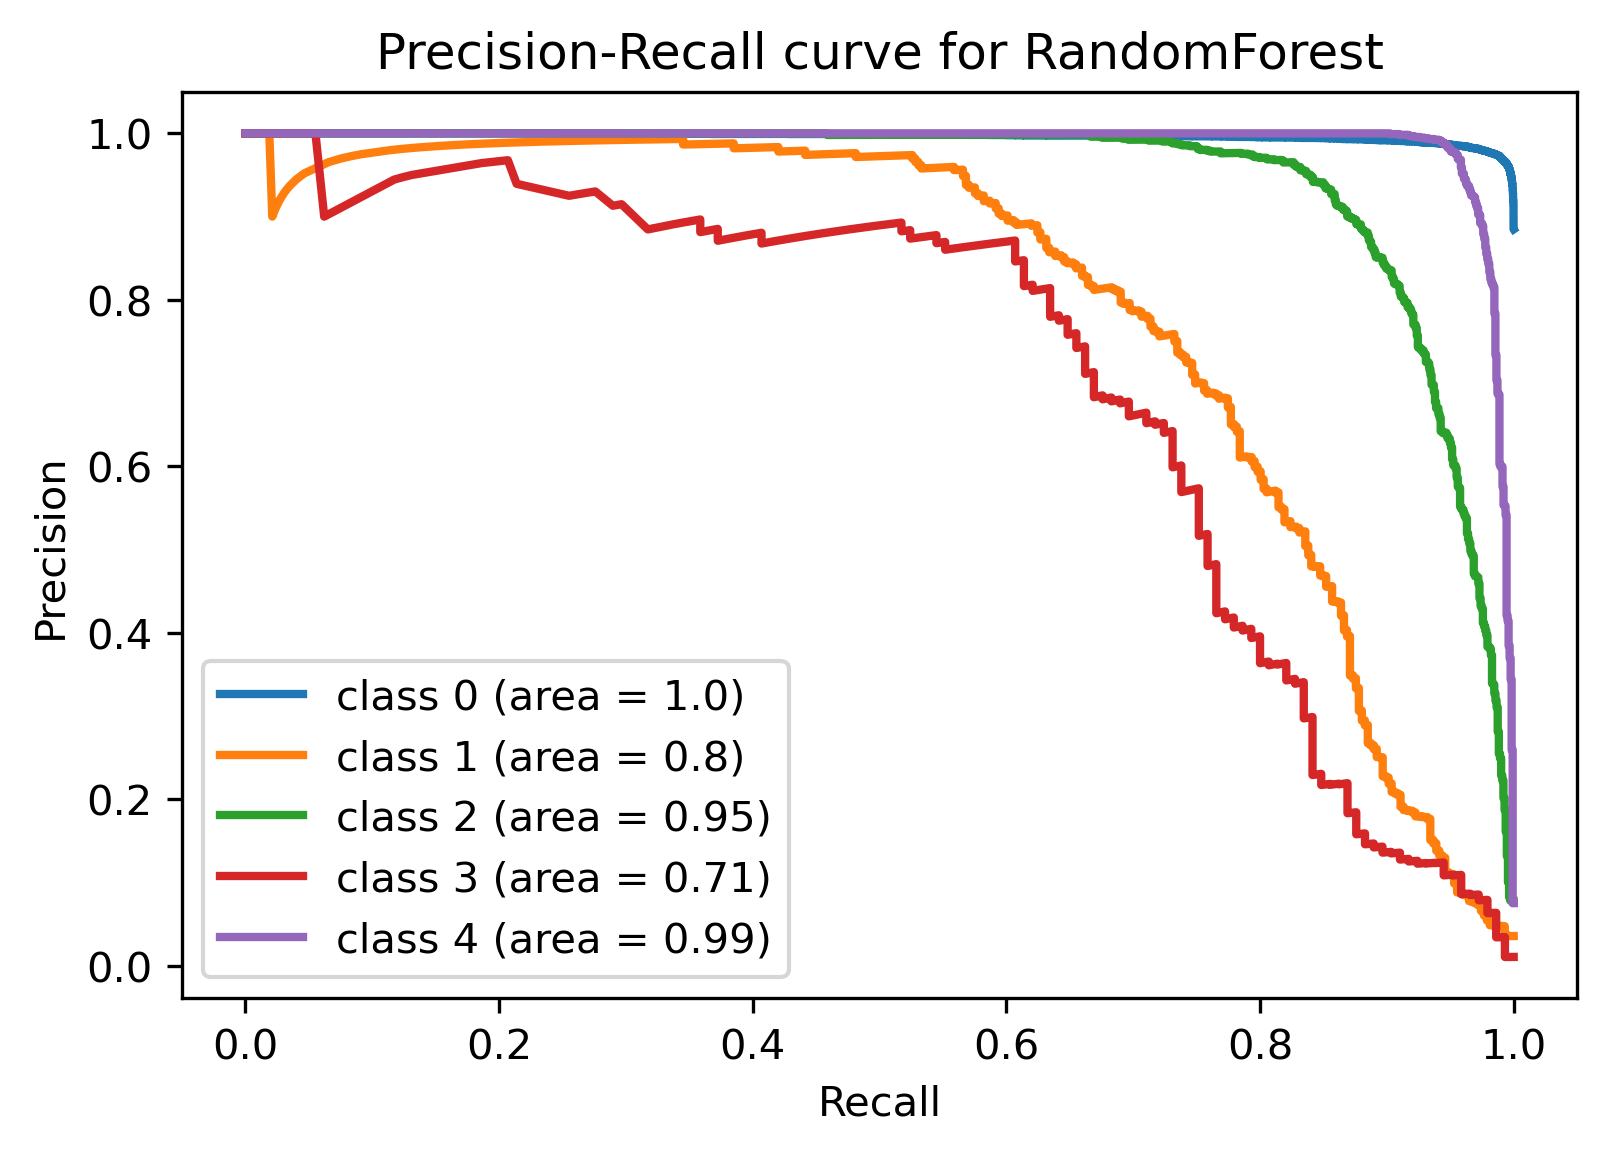 Precision-Recall curve for RandomForest
1.0
0.8
0.6
0.4
0.2
0.0
Precision
class 0 (area = 1.0)
class 1 (area = 0.8)
class 2 (area = 0.95)
class 3 (area = 0.71)
class 4 (area = 0.99)
0.0 0.2 0.4 0.6 0.8 1.0
Recall